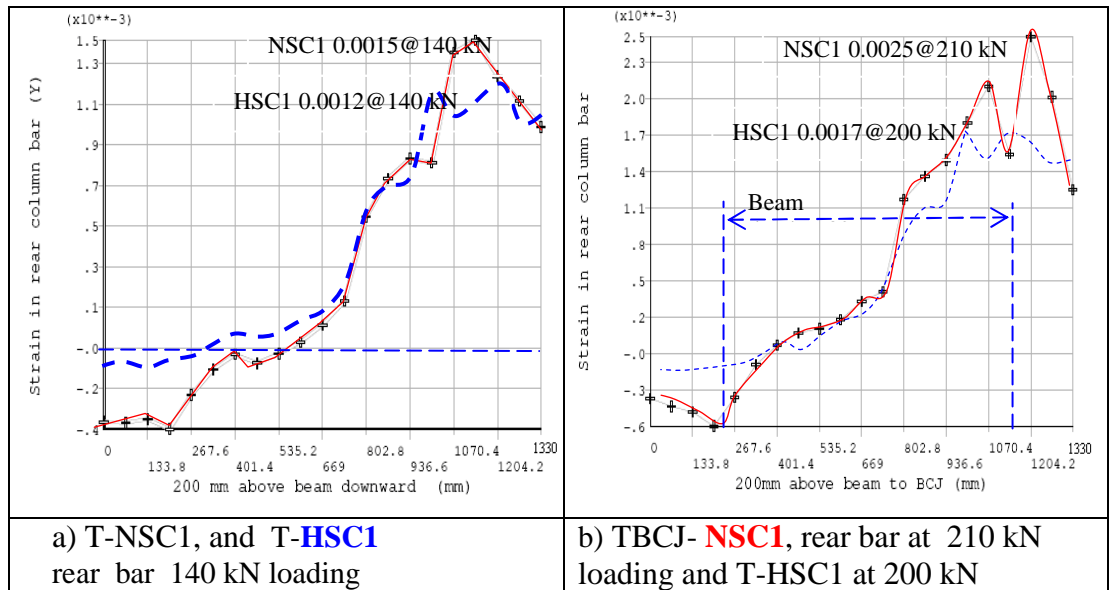 (x10**-3)
1.5
1.3
1.1
.7
.5
.3
.1
-.0
-.2
-.4
Strain in rear column bar (Y)
NSC1 0.0015@140 kN
HSC1 0.0012@140 kN
0
133.8
267.6
401.4
535.2
669
802.8
936.6
1070.4
1204.2
1330
200 mm above beam downward (mm)
(x10**-3)
2.5
2.3
2.0
1.7
1.4
1.1
.8
.5
.2
-.0
-.3
-.6
Strain in rear column bar
NSC1 0.0025@210 kN
HSC1 0.0017@200 kN
Beam
0
133.8
267.6
401.4
535.2
669
802.8
936.6
1070.4
1204.2
1330
200mm above beam to BCJ (mm)
a) T-NSC1, and T-HSC1
rear bar 140 kN loading
b) TBCJ- NSC1, rear bar at 210 kN
loading and T-HSC1 at 200 kN